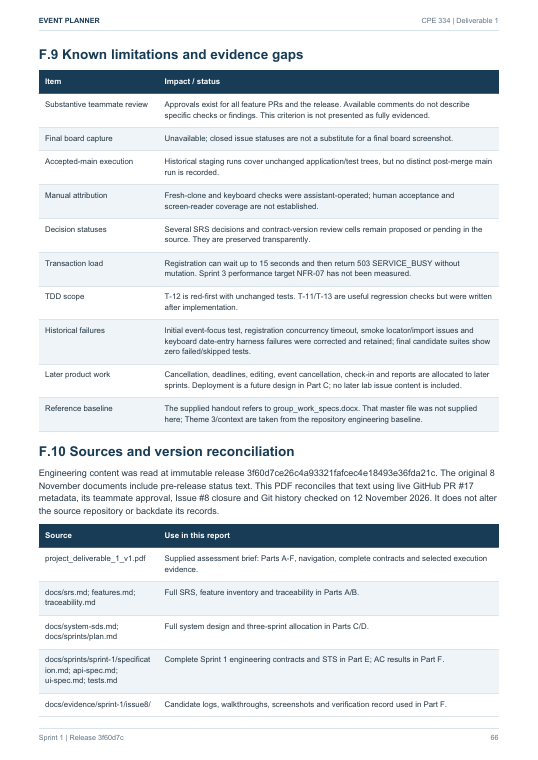 EVENT PLANNER
CPE 334 | Deliverable 1
F.9 Known limitations and evidence gaps
Item
Impact / status
Substantive teammate review
Approvals exist for all feature PRs and the release. Available comments do not describe
specific checks or findings. This criterion is not presented as fully evidenced.
Final board capture
Unavailable; closed issue statuses are not a substitute for a final board screenshot.
Accepted-main execution
Historical staging runs cover unchanged application/test trees, but no distinct post-merge main
run is recorded.
Manual attribution
Fresh-clone and keyboard checks were assistant-operated; human acceptance and
screen-reader coverage are not established.
Decision statuses
Several SRS decisions and contract-version review cells remain proposed or pending in the
source. They are preserved transparently.
Transaction load
Registration can wait up to 15 seconds and then return 503 SERVICE_BUSY without
mutation. Sprint 3 performance target NFR-07 has not been measured.
TDD scope
T-12 is red-first with unchanged tests. T-11/T-13 are useful regression checks but were written
after implementation.
Historical failures
Initial event-focus test, registration concurrency timeout, smoke locator/import issues and
keyboard date-entry harness failures were corrected and retained; final candidate suites show
zero failed/skipped tests.
Later product work
Cancellation, deadlines, editing, event cancellation, check-in and reports are allocated to later
sprints. Deployment is a future design in Part C; no later lab issue content is included.
Reference baseline
The supplied handout refers to group_work_specs.docx. That master file was not supplied
here; Theme 3/context are taken from the repository engineering baseline.
F.10 Sources and version reconciliation
Engineering content was read at immutable release 3f60d7ce26c4a93321fafcec4e18493e36fda21c. The original 8
November documents include pre-release status text. This PDF reconciles that text using live GitHub PR #17
metadata, its teammate approval, Issue #8 closure and Git history checked on 12 November 2026. It does not alter
the source repository or backdate its records.
Source
Use in this report
project_deliverable_1_v1.pdf
Supplied assessment brief: Parts A-F, navigation, complete contracts and selected execution
evidence.
docs/srs.md; features.md;
traceability.md
Full SRS, feature inventory and traceability in Parts A/B.
docs/system-sds.md;
docs/sprints/plan.md
Full system design and three-sprint allocation in Parts C/D.
docs/sprints/sprint-1/specificat
ion.md; api-spec.md;
ui-spec.md; tests.md
Complete Sprint 1 engineering contracts and STS in Part E; AC results in Part F.
docs/evidence/sprint-1/issue8/
Candidate logs, walkthroughs, screenshots and verification record used in Part F.
Sprint 1 | Release 3f60d7c
66